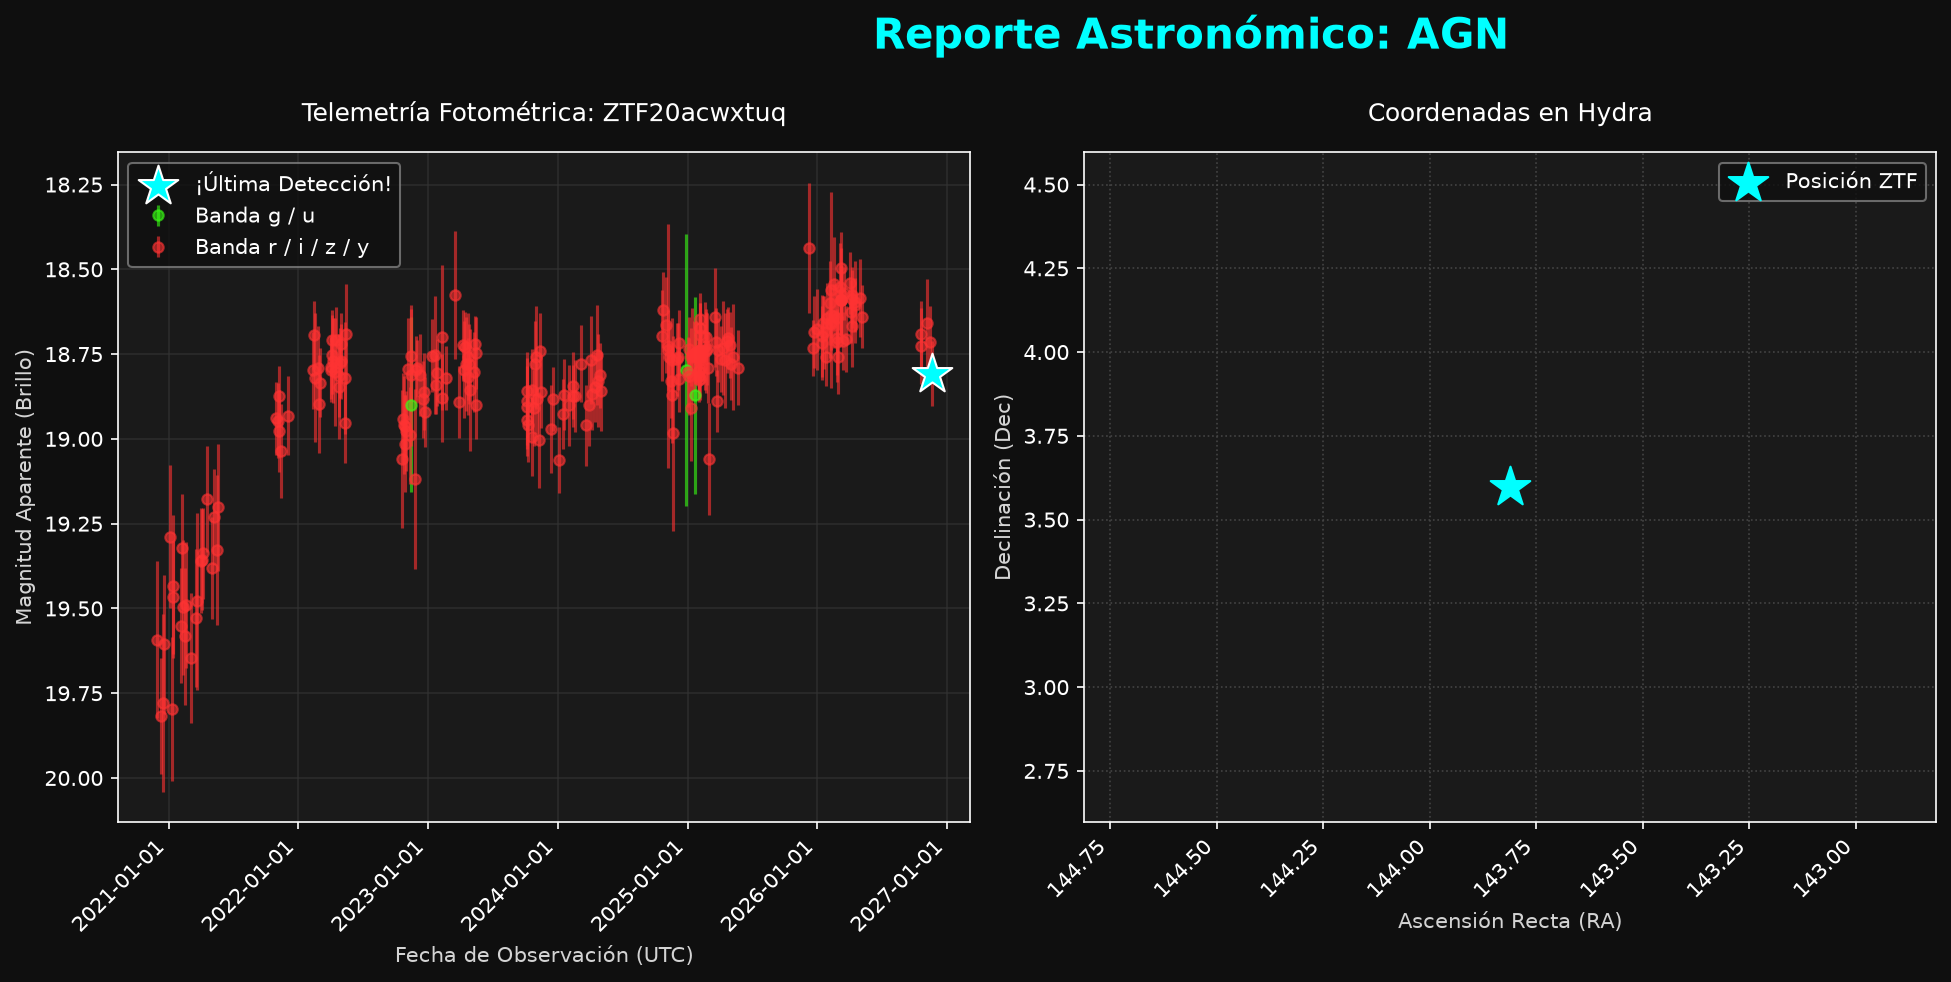 Reporte Astronómico: AGN
Telemetría Fotométrica: ZTF20acwxtuq
¡Última Detección!
Banda g / u
Banda r / i / z / y
Magnitud Aparente (Brillo)
18.25
18.50
18.75
19.00
19.25
19.50
19.75
20.00
2021-01-01
2022-01-01
2023-01-01
2024-01-01
2025-01-01
2026-01-01
2027-01-01
Fecha de Observación (UTC)
Coordenadas en Hydra
Posición ZTF
Declinación (Dec)
4.50
4.25
4.00
3.75
3.50
3.25
3.00
2.75
144.75
144.50
144.25
144.00
143.75
143.50
143.25
143.00
Ascensión Recta (RA)